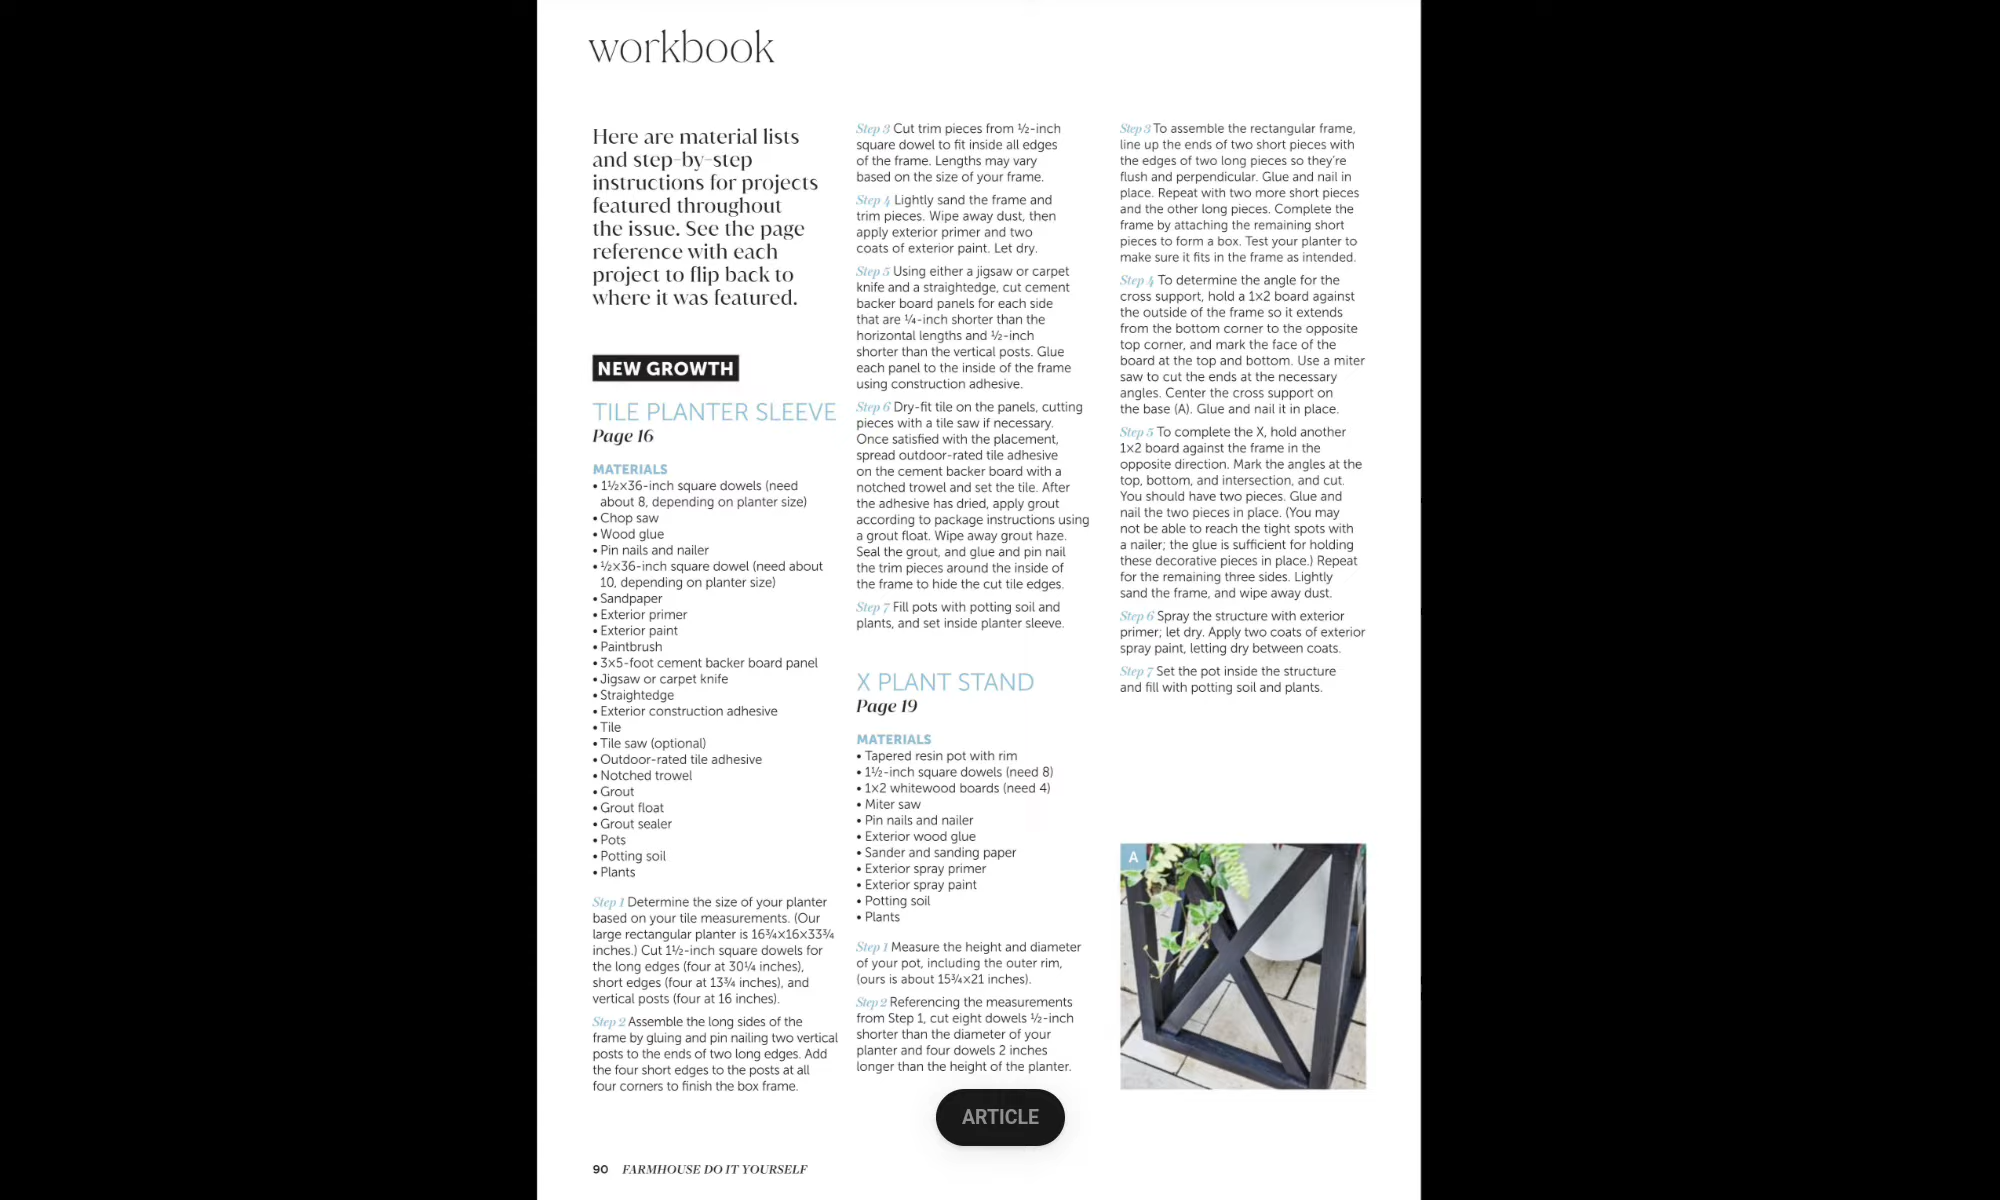 workbook
Here are material lists
and step-by-step
instructions for projects
featured throughout
the issue. See the page
reference with each
project to flip back to
where it was featured.
NEW GROWTH
TILE PLANTER SLEEVE
Page 16
MATERIALS
• 1½×36-inch square dowels (need
about 8, depending on planter size)
• Chop saw
• Wood glue
• Pin nails and nailer
• ½×36-inch square dowel (need about
10, depending on planter size)
• Sandpaper
• Exterior primer
• Exterior paint
• Paintbrush
• 3×5-foot cement backer board panel
• Jigsaw or carpet knife
• Straightedge
• Exterior construction adhesive
• Tile
• Tile saw (optional)
• Outdoor-rated tile adhesive
• Notched trowel
• Grout
• Grout float
• Grout sealer
• Pots
• Potting soil
• Plants
Step 1 Determine the size of your planter
based on your tile measurements. (Our
large rectangular planter is 16¾×16×33¾
inches.) Cut 1½-inch square dowels for
the long edges (four at 30¼ inches),
short edges (four at 13¾ inches), and
vertical posts (four at 16 inches).
Step 2 Assemble the long sides of the
frame by gluing and pin nailing two vertical
posts to the ends of two long edges. Add
the four short edges to the posts at all
four corners to finish the box frame.
Step 3 Cut trim pieces from ½-inch
square dowel to fit inside all edges
of the frame. Lengths may vary
based on the size of your frame.
Step 4 Lightly sand the frame and
trim pieces. Wipe away dust, then
apply exterior primer and two
coats of exterior paint. Let dry.
Step 5 Using either a jigsaw or carpet
knife and a straightedge, cut cement
backer board panels for each side
that are ¼-inch shorter than the
horizontal lengths and ½-inch
shorter than the vertical posts. Glue
each panel to the inside of the frame
using construction adhesive.
Step 6 Dry-fit tile on the panels, cutting
pieces with a tile saw if necessary.
Once satisfied with the placement,
spread outdoor-rated tile adhesive
on the cement backer board with a
notched trowel and set the tile. After
the adhesive has dried, apply grout
according to package instructions using
a grout float. Wipe away grout haze.
Seal the grout, and glue and pin nail
the trim pieces around the inside of
the frame to hide the cut tile edges.
Step 7 Fill pots with potting soil and
plants, and set inside planter sleeve.
X PLANT STAND
Page 19
MATERIALS
• Tapered resin pot with rim
• 1½-inch square dowels (need 8)
• 1×2 whitewood boards (need 4)
• Miter saw
• Pin nails and nailer
• Exterior wood glue
• Sander and sanding paper
• Exterior spray primer
• Exterior spray paint
• Potting soil
• Plants
Step 1 Measure the height and diameter
of your pot, including the outer rim,
(ours is about 15¾×21 inches).
Step 2 Referencing the measurements
from Step 1, cut eight dowels ½-inch
shorter than the diameter of your
planter and four dowels 2 inches
longer than the height of the planter.
Step 3 To assemble the rectangular frame,
line up the ends of two short pieces with
the edges of two long pieces so they're
flush and perpendicular. Glue and nail in
place. Repeat with two more short pieces
and the other long pieces. Complete the
frame by attaching the remaining short
pieces to form a box. Test your planter to
make sure it fits in the frame as intended.
Step 4 To determine the angle for the
cross support, hold a 1×2 board against
the outside of the frame so it extends
from the bottom corner to the opposite
top corner, and mark the face of the
board at the top and bottom. Use a miter
saw to cut the ends at the necessary
angles. Center the cross support on
the base (A). Glue and nail it in place.
Step 5 To complete the X, hold another
1×2 board against the frame in the
opposite direction. Mark the angles at the
top, bottom, and intersection, and cut.
You should have two pieces. Glue and
nail the two pieces in place. (You may
not be able to reach the tight spots with
a nailer; the glue is sufficient for holding
these decorative pieces in place.) Repeat
for the remaining three sides. Lightly
sand the frame, and wipe away dust.
Step 6 Spray the structure with exterior
primer; let dry. Apply two coats of exterior
spray paint, letting dry between coats.
Step 7 Set the pot inside the structure
and fill with potting soil and plants.
A
ARTICLE
90 FARMHOUSE DO IT YOURSELF